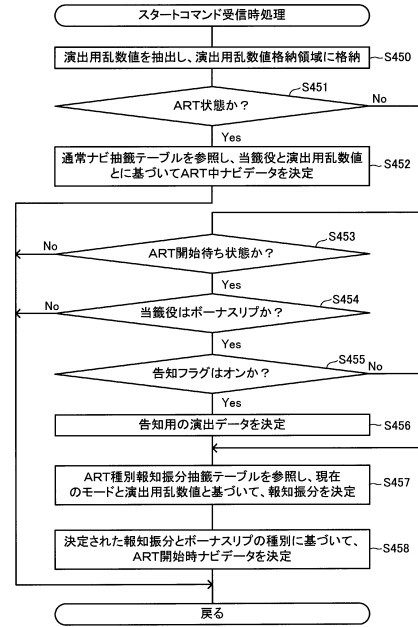 スタートコマンド受信時処理
演出用乱数値を抽出し、演出用乱数値格納領域に格納
S450
ART状態か？
S451
No
Yes
通常ナビ抽籤テーブルを参照し、当籤役と演出用乱数値
とに基づいてART中ナビデータを決定
S452
ART開始待ち状態か？
S453
No
Yes
当籤役はボーナスリプか？
S454
No
Yes
告知フラグはオンか？
S455
No
Yes
告知用の演出データを決定
S456
ART種別報知振分抽籤テーブルを参照し、現在
のモードと演出用乱数値と基づいて、報知振分を決定
S457
決定された報知振分とボーナスリプの種別に基づいて、
ART開始時ナビデータを決定
S458
戻る